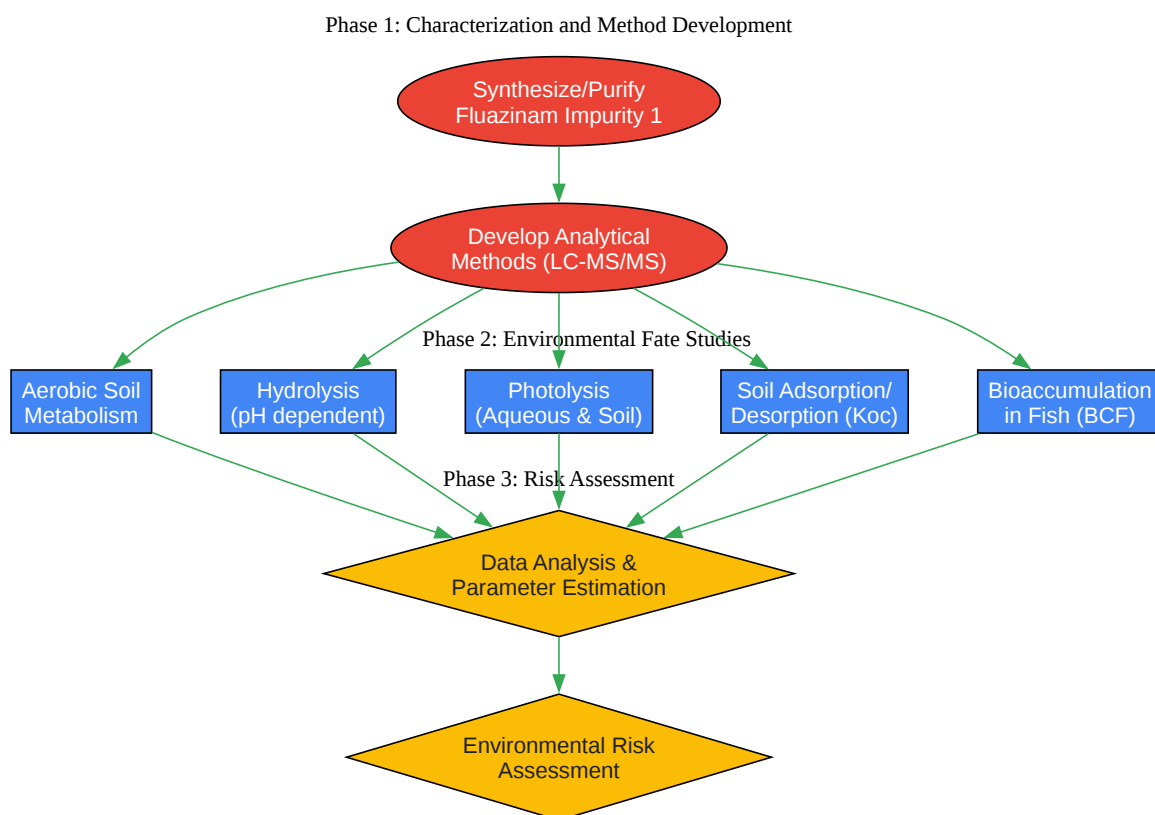 Phase 1: Characterization and Method Development
Synthesize/Purify
Fluazinam Impurity 1
Develop Analytical
Methods (LC-MS/MS)
Phase 2: Environmental Fate Studies
Aerobic Soil
Metabolism
Hydrolysis
(pH dependent)
Photolysis
(Aqueous & Soil)
Soil Adsorption/
Desorption (Koc)
Bioaccumulation
in Fish (BCF)
Phase 3: Risk Assessment
Data Analysis &
Parameter Estimation
Environmental Risk
Assessment